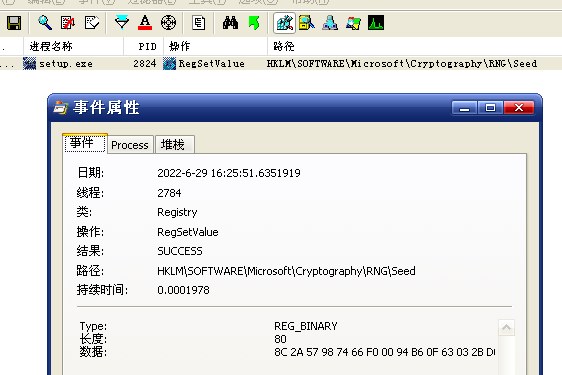 进程名称 PID 操作 路径
... setup.exe 2824 RegSetValue HKLM\SOFTWARE\Microsoft\Cryptography\RNG\Seed
事件属性
事件 Process 堆栈
日期: 2022-6-29 16:25:51.6351919
线程: 2784
类: Registry
操作: RegSetValue
结果: SUCCESS
路径: HKLM\SOFTWARE\Microsoft\Cryptography\RNG\Seed
持续时间: 0.0001978
Type: REG_BINARY
长度: 80
数据: 8C 2A 57 98 74 66 F0 00 94 B6 0F 63 03 2B